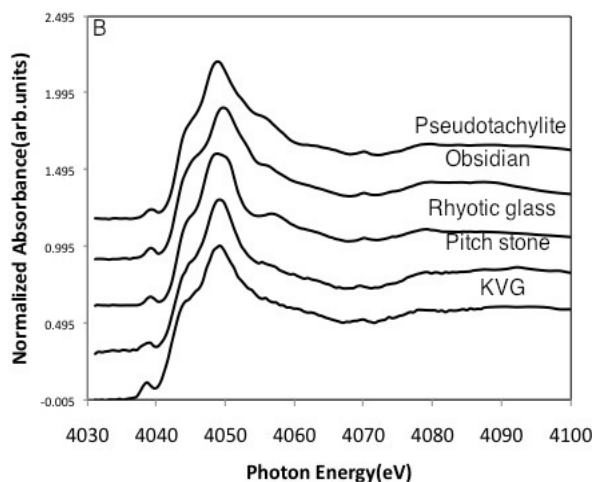 B
2.495
1.995
1.495
0.995
0.495
-0.005
Normalized Absorbance(arb.units)
Pseudotachylite
Obsidian
Rhyotic glass
Pitch stone
KVG
4030 4040 4050 4060 4070 4080 4090 4100
Photon Energy(eV)